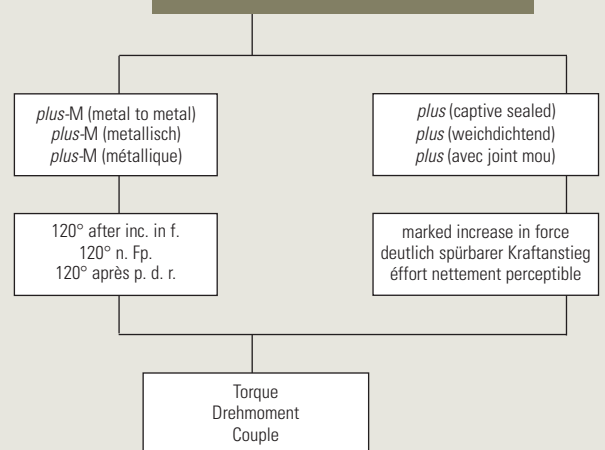 plus-M (metal to metal)
plus-M (metallisch)
plus-M (métallique)
plus (captive sealed)
plus (weichdichtend)
plus (avec joint mou)
120° after inc. in f.
120° n. Fp.
120° après p. d. r.
marked increase in force
deutlich spürbarer Kraftanstieg
éffort nettement perceptible
Torque
Drehmoment
Couple